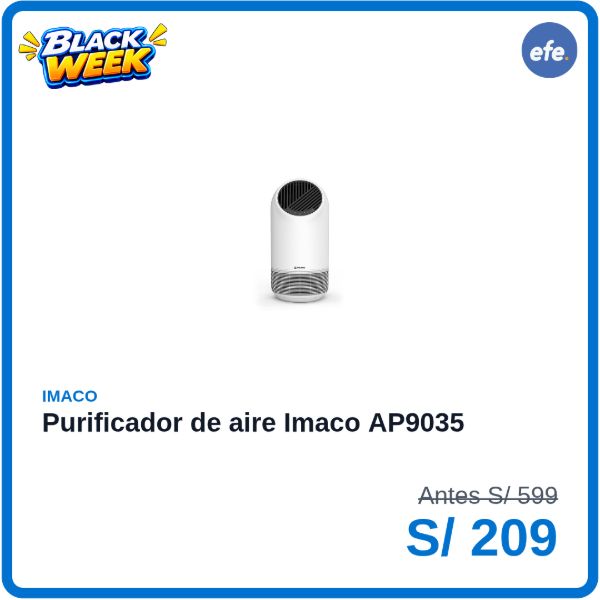 BLACK
WEEK
efe.
IMACO
Purificador de aire Imaco AP9035
Antes S/ 599
S/ 209